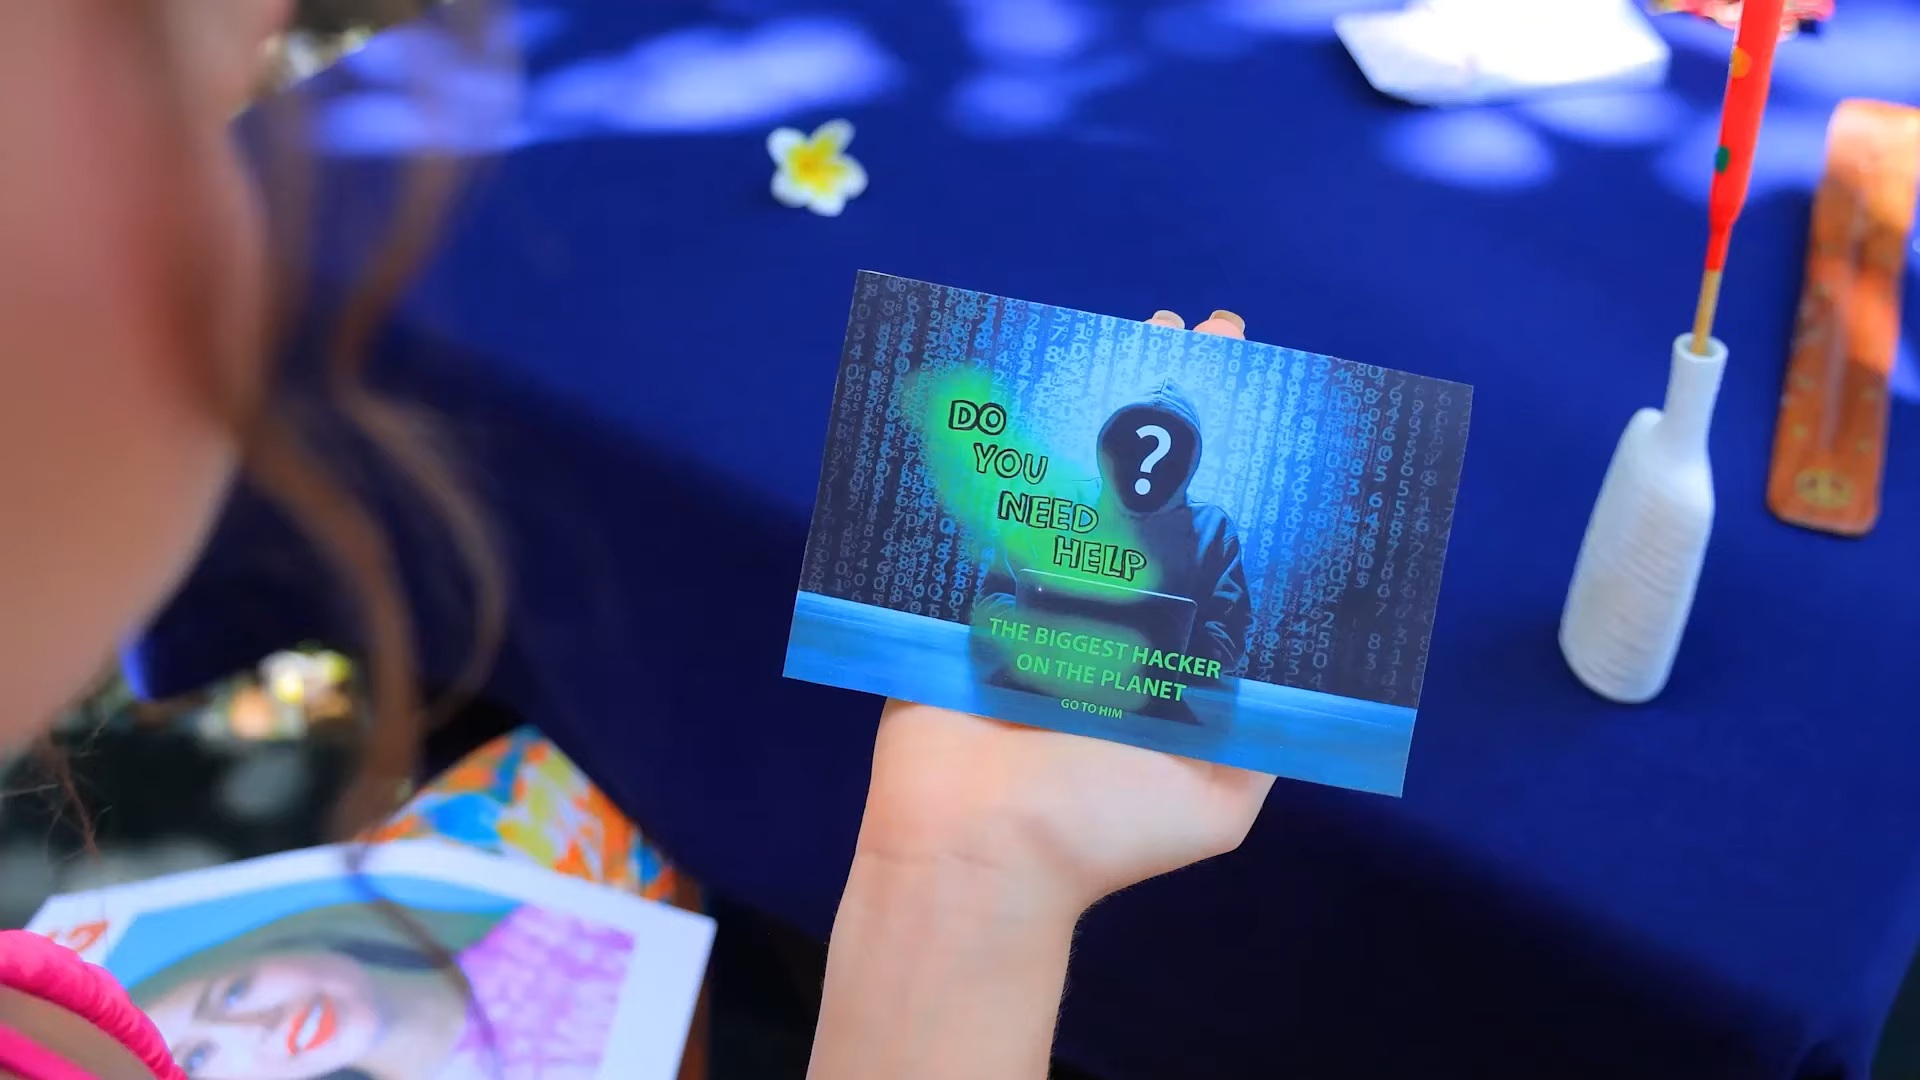 DO
YOU
NEED
HELP
THE BIGGEST HACKER
ON THE PLANET
GO TO HIM